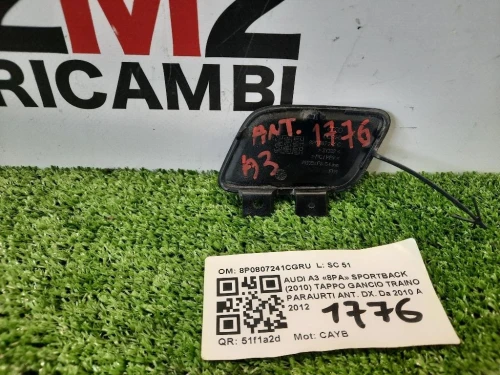 2M2
RICAMBI
ANT. 1776
A3
OM: 8P0807241CGRU L: SC 51
AUDI A3 «8PA» SPORTBACK
(2010) TAPPO GANCIO TRAINO
PARAURTI ANT. DX. Da 2010 A
2012
1776
QR: 51f1a2d Mot: CAYB